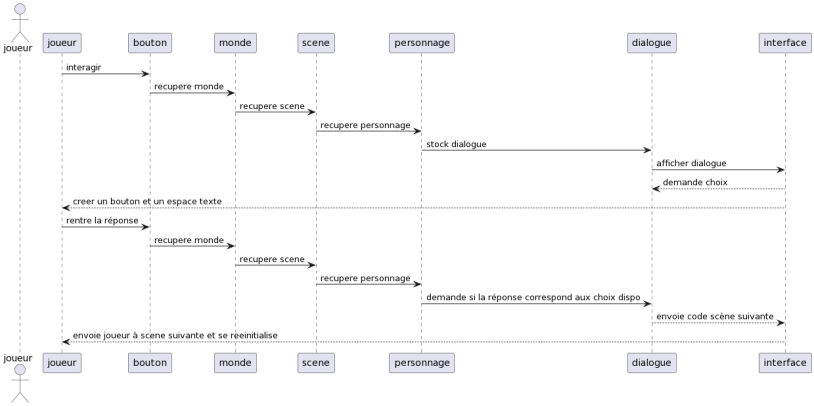 joueur
joueur bouton monde scene personnage dialogue interface
interagir
recupere monde
recupere scene
recupere personnage
stock dialogue
afficher dialogue
demande choix
creer un bouton et un espace texte
rentre la réponse
recupere monde
recupere scene
recupere personnage
demande si la réponse correspond aux choix dispo
envoie code scène suivante
envoie joueur à scene suivante et se reeinitialise
joueur
joueur bouton monde scene personnage dialogue interface